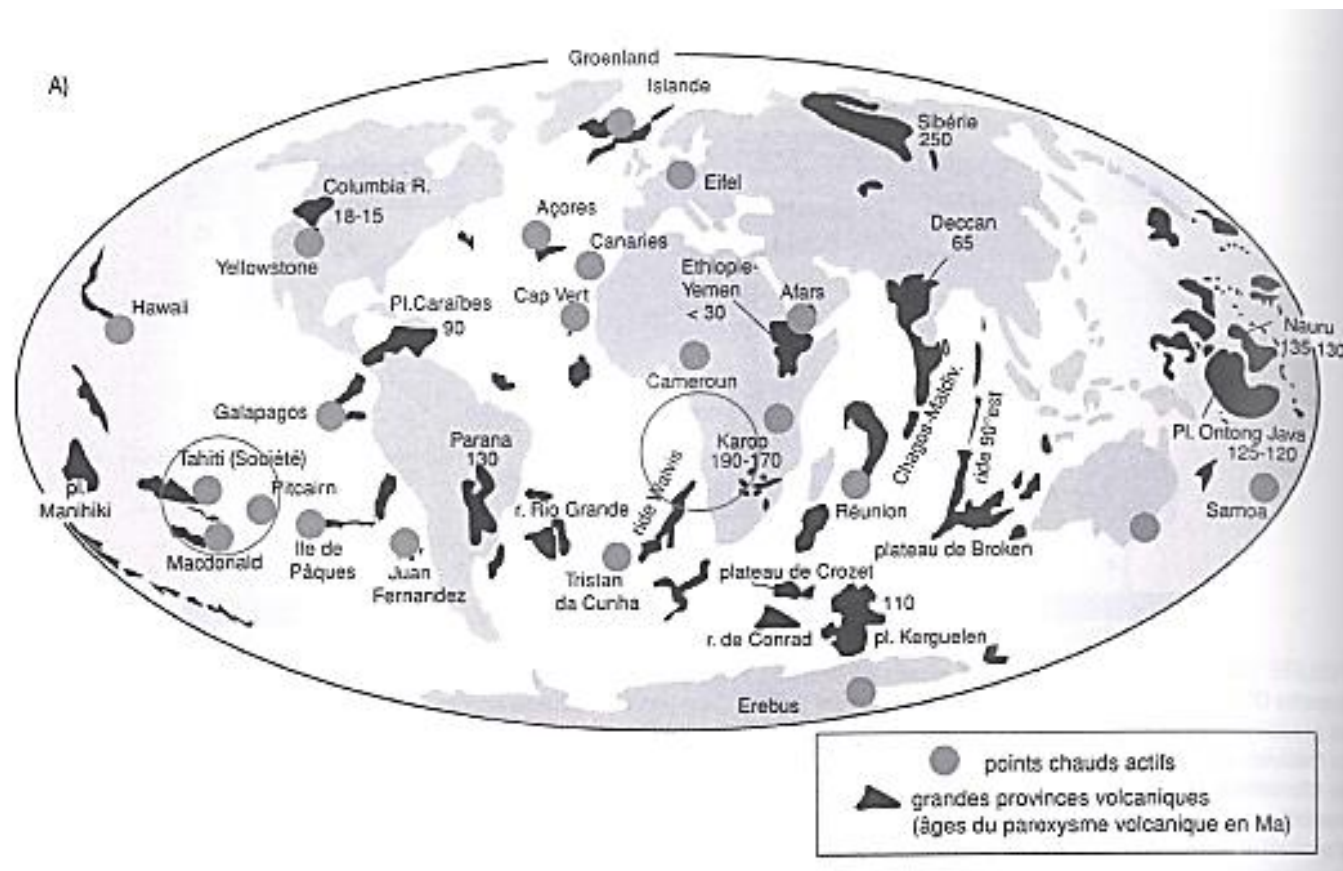 A)
Groenland
Islande
Sibérie
250
Columbia R.
18-15
Eifel
Açores
Deccan
65
Canaries
Yellowstone
Ethiopie-
Yemen
< 30
Afars
Cap Vert
Hawaii
Pl.Caraïbes
90
Nauru
135-130
Cameroun
Galapagos
Chagos-Maldiv.
ride 90°est
Parana
130
Karoo
190-170
Pl. Ontong Java
125-120
Tahiti (Sobiété)
Pitcairn
pl.
Manihiki
r. Rio Grande
ride Walvis
Réunion
Samoa
Macdonald
Ile de
Pâques
Juan
Fernandez
Tristan
da Cunha
plateau de Broken
plateau de Crozet
110
r. de Conrad
pl. Kerguelen
Erebus
points chauds actifs
grandes provinces volcaniques
(âges du paroxysme volcanique en Ma)